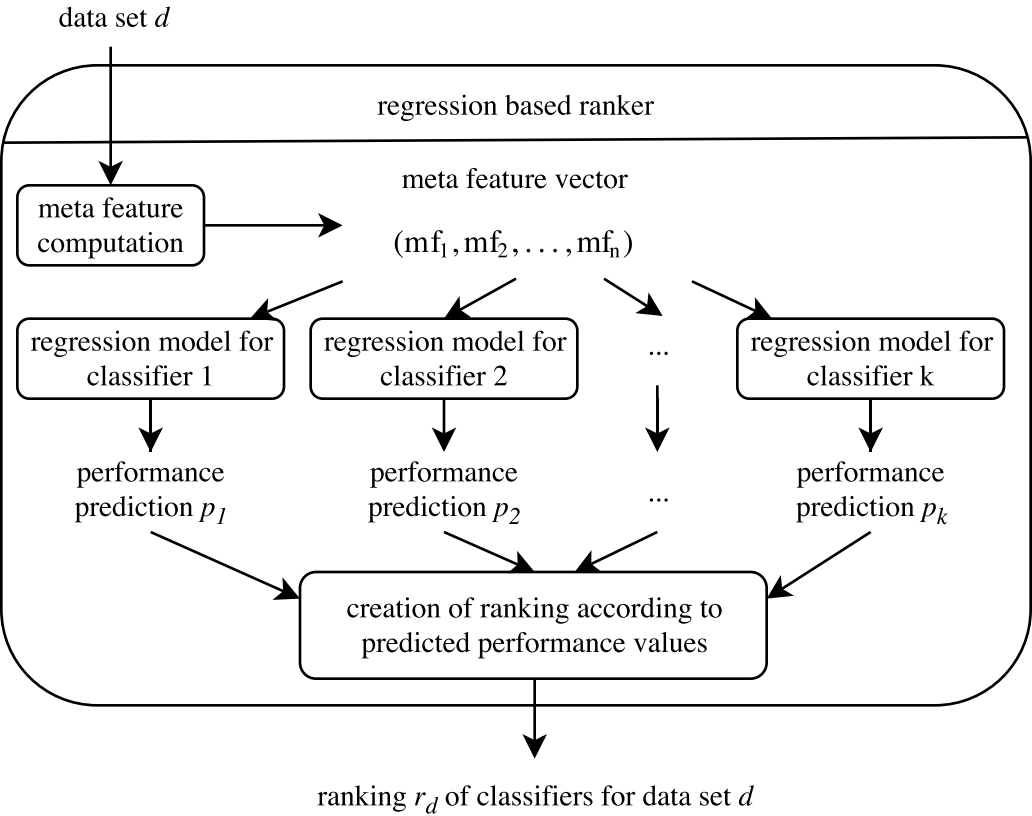 data set d
regression based ranker
meta feature
computation
meta feature vector
(mf₁, mf₂, . . . , mfₙ)
regression model for
classifier 1
regression model for
classifier 2
...
regression model for
classifier k
performance
prediction p₁
performance
prediction p₂
...
performance
prediction pₖ
creation of ranking according to
predicted performance values
ranking r_d of classifiers for data set d